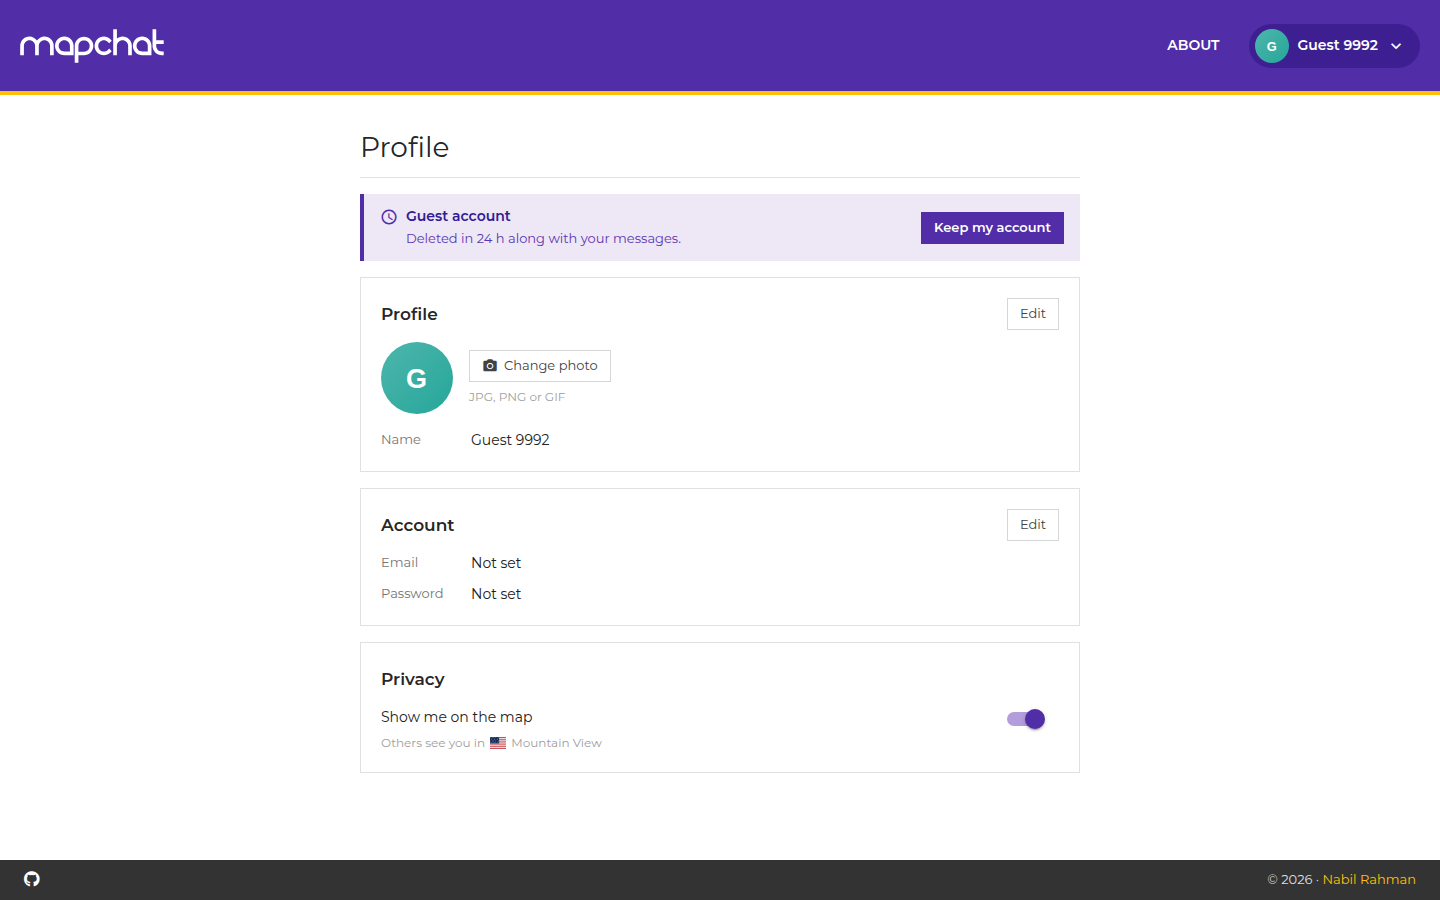 mapchat
ABOUT
G
Guest 9992
Profile
Guest account
Deleted in 24 h along with your messages.
Keep my account
Profile
Edit
G
Change photo
JPG, PNG or GIF
Name
Guest 9992
Account
Edit
Email
Not set
Password
Not set
Privacy
Show me on the map
Others see you in Mountain View
© 2026 · Nabil Rahman